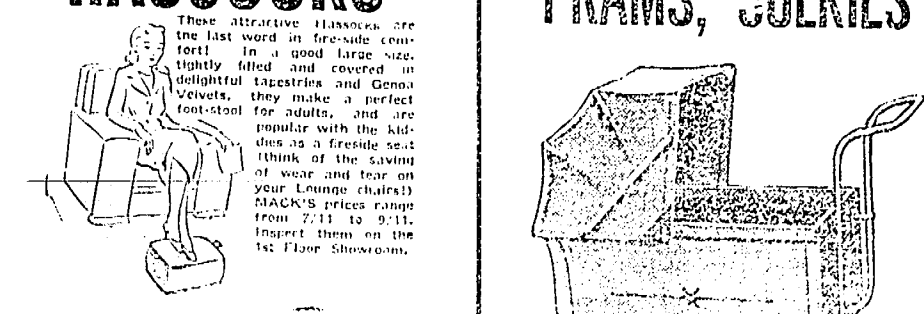 HASSOCKS
These attractive Hassocks are
the last word in fire-side com-
fort! In a good large size,
tightly filled and covered in
delightful tapestries and Genoa
Velvets, they make a perfect
foot-stool for adults, and are
popular with the kid-
dies as a fireside seat
(think of the saving
of wear and tear on
your Lounge chairs!)
MACK'S prices range
from 7/11 to 9/11.
Inspect them on the
1st Floor Showroom.
PRAMS, JULKIES